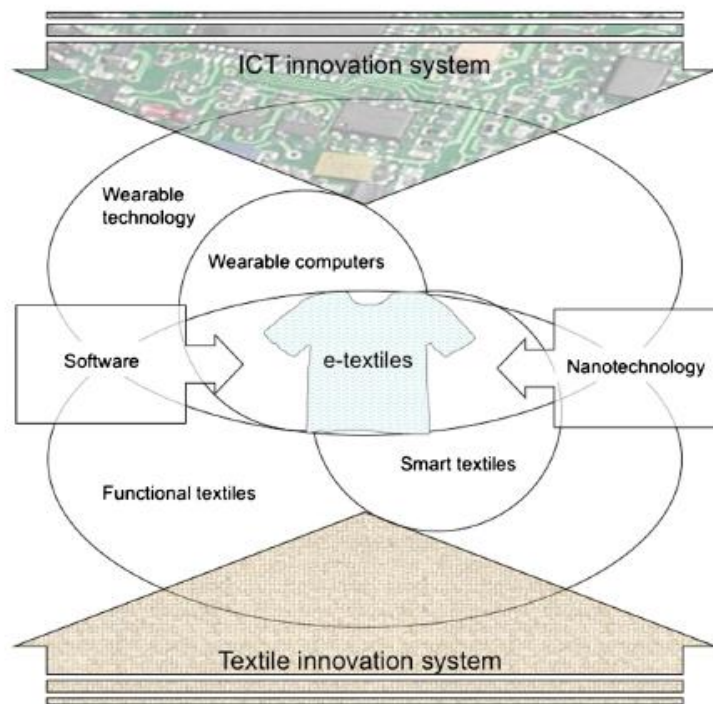 ICT innovation system
Wearable
technology
Wearable computers
Software
e-textiles
Nanotechnology
Smart textiles
Functional textiles
Textile innovation system